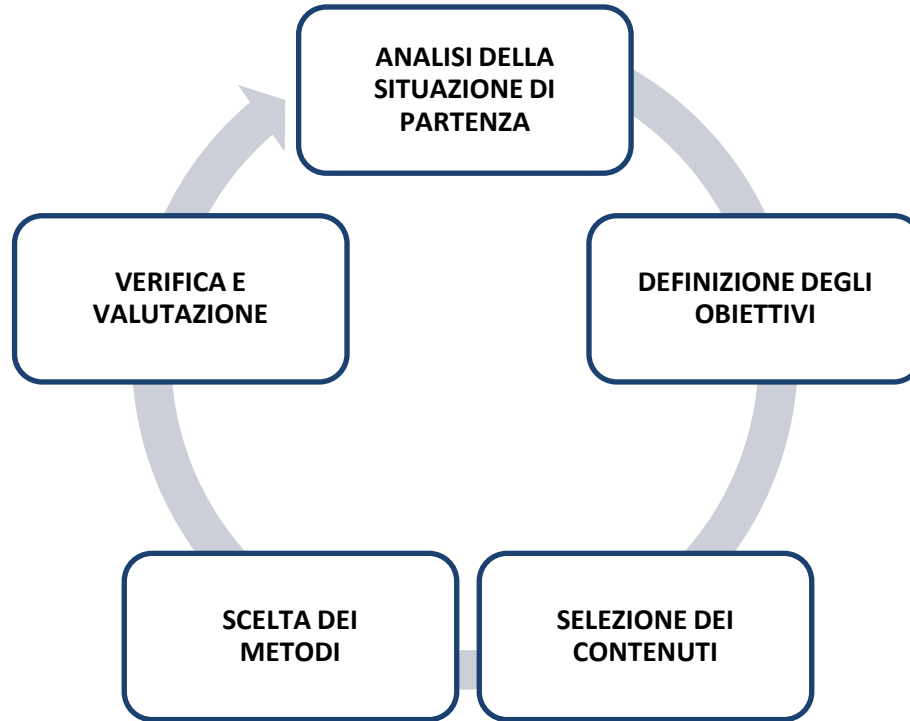 ANALISI DELLA
SITUAZIONE DI
PARTENZA
DEFINIZIONE DEGLI
OBIETTIVI
SELEZIONE DEI
CONTENUTI
SCELTA DEI
METODI
VERIFICA E
VALUTAZIONE